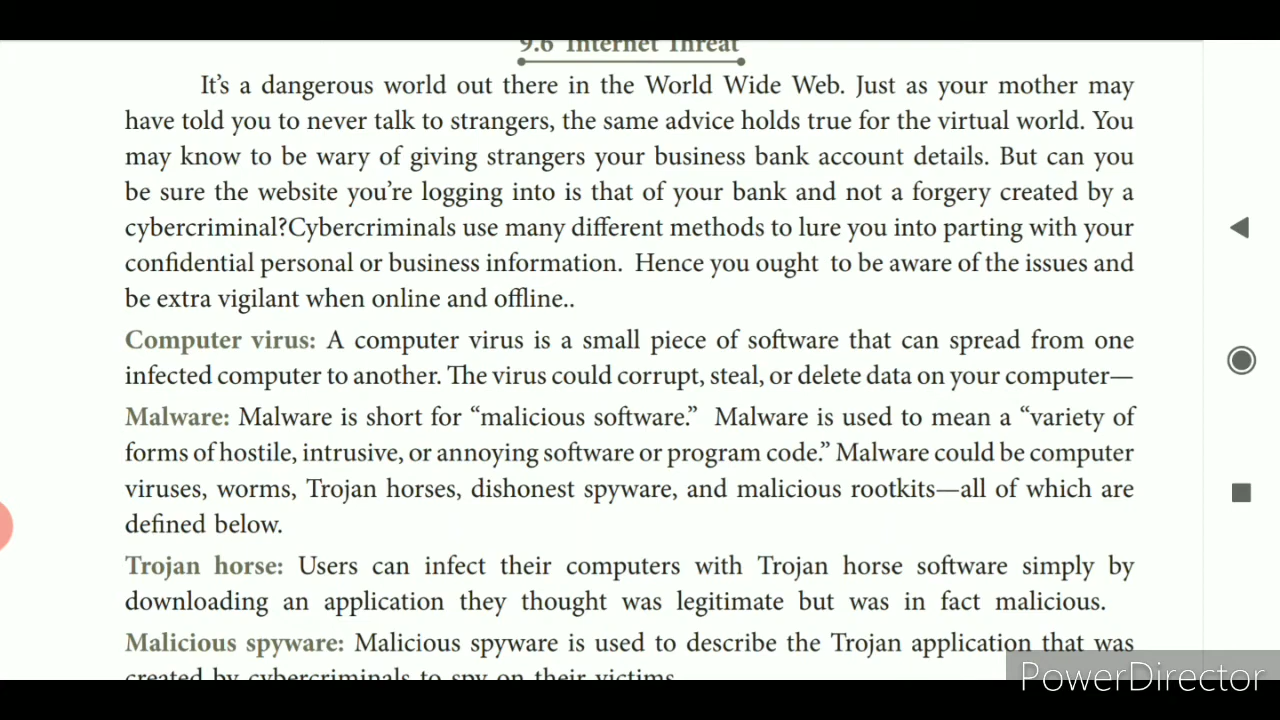 9.6 Internet Threat
It's a dangerous world out there in the World Wide Web. Just as your mother may
have told you to never talk to strangers, the same advice holds true for the virtual world. You
may know to be wary of giving strangers your business bank account details. But can you
be sure the website you're logging into is that of your bank and not a forgery created by a
cybercriminal?Cybercriminals use many different methods to lure you into parting with your
confidential personal or business information. Hence you ought to be aware of the issues and
be extra vigilant when online and offline..
Computer virus: A computer virus is a small piece of software that can spread from one
infected computer to another. The virus could corrupt, steal, or delete data on your computer—
Malware: Malware is short for “malicious software.” Malware is used to mean a “variety of
forms of hostile, intrusive, or annoying software or program code.” Malware could be computer
viruses, worms, Trojan horses, dishonest spyware, and malicious rootkits—all of which are
defined below.
Trojan horse: Users can infect their computers with Trojan horse software simply by
downloading an application they thought was legitimate but was in fact malicious.
Malicious spyware: Malicious spyware is used to describe the Trojan application that was
created by cybercriminals to spy on their victims.
PowerDirector